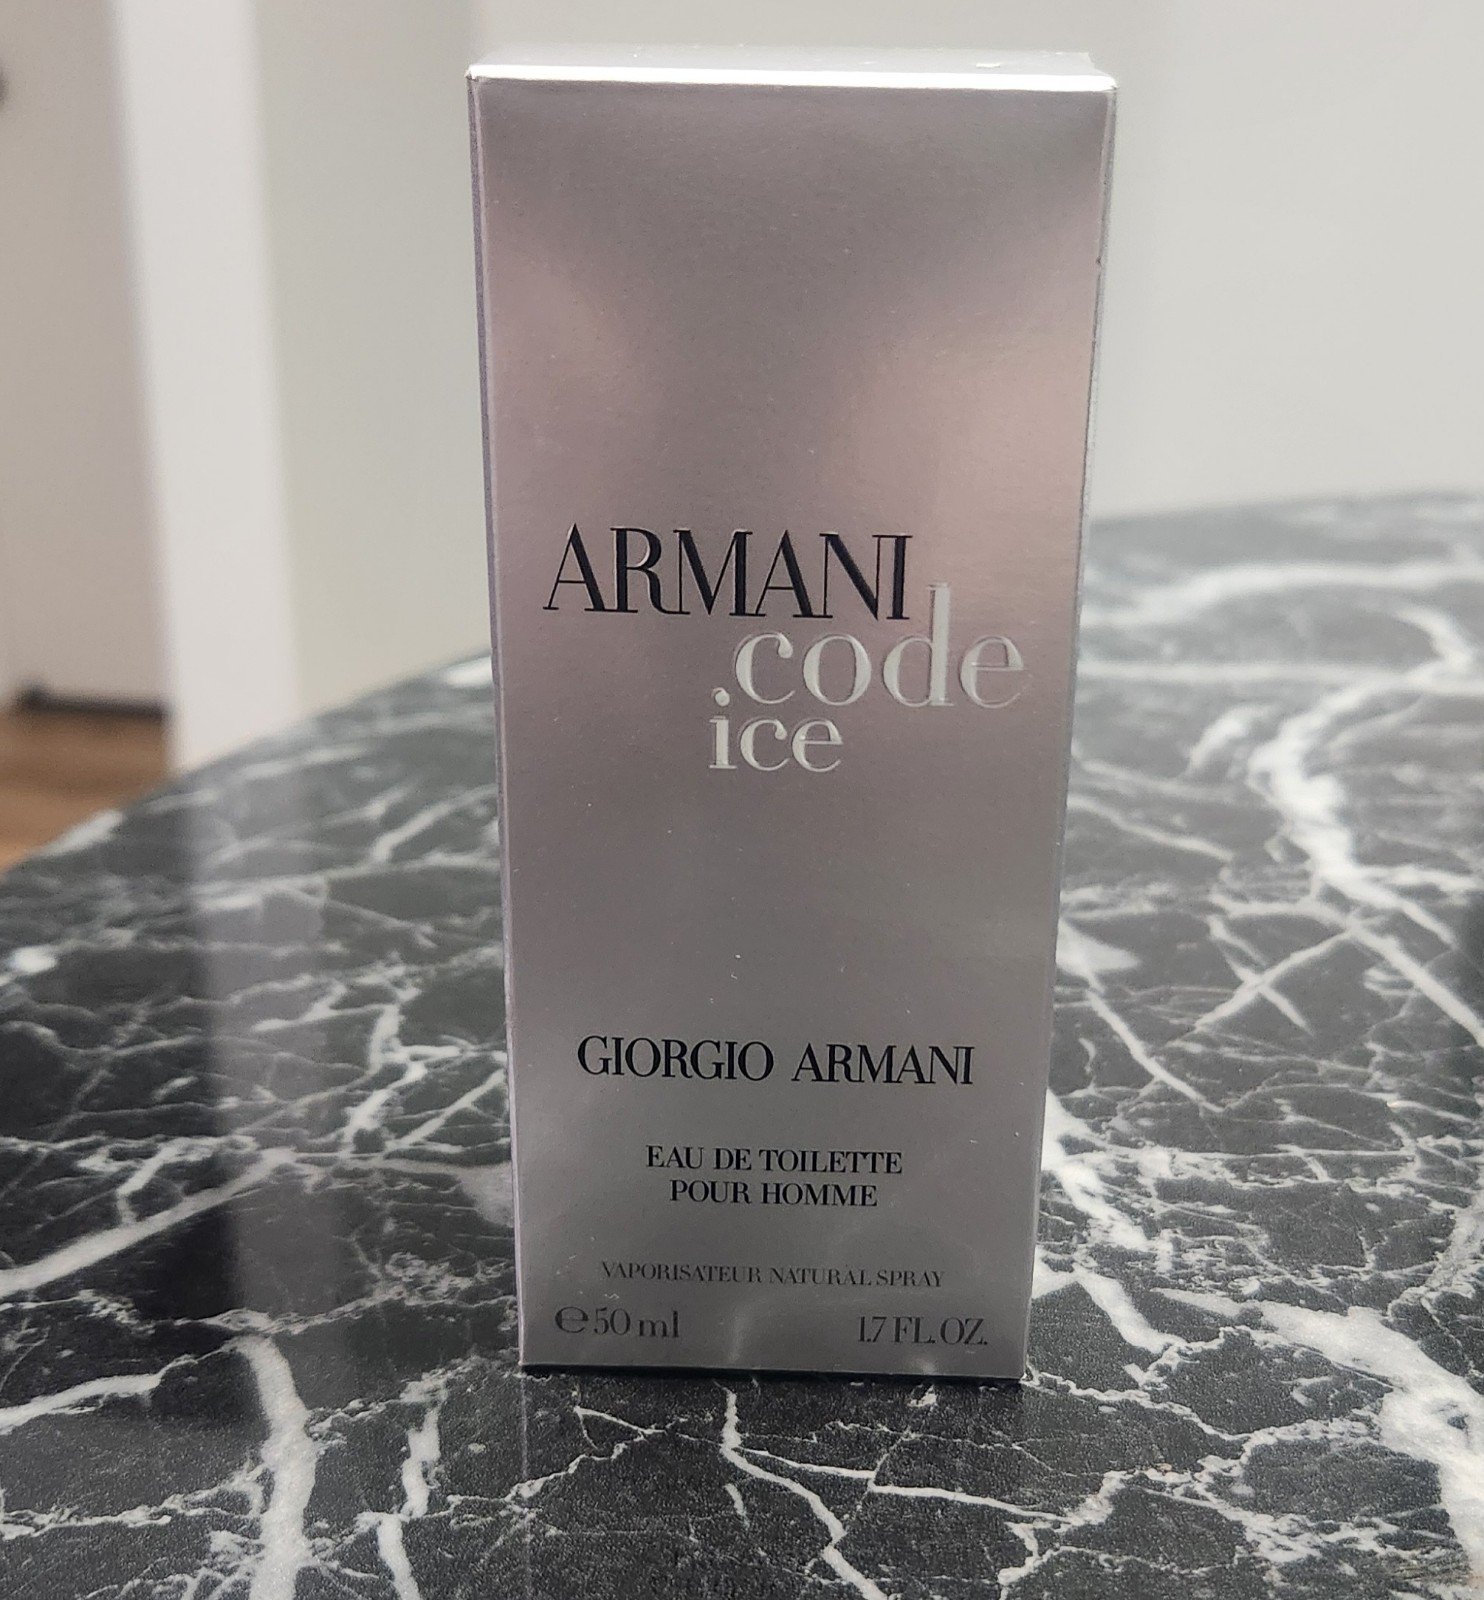 ARMANI
code
ice
GIORGIO ARMANI
EAU DE TOILETTE
POUR HOMME
VAPORISATEUR NATURAL SPRAY
℮50 ml 1.7 FL. OZ.